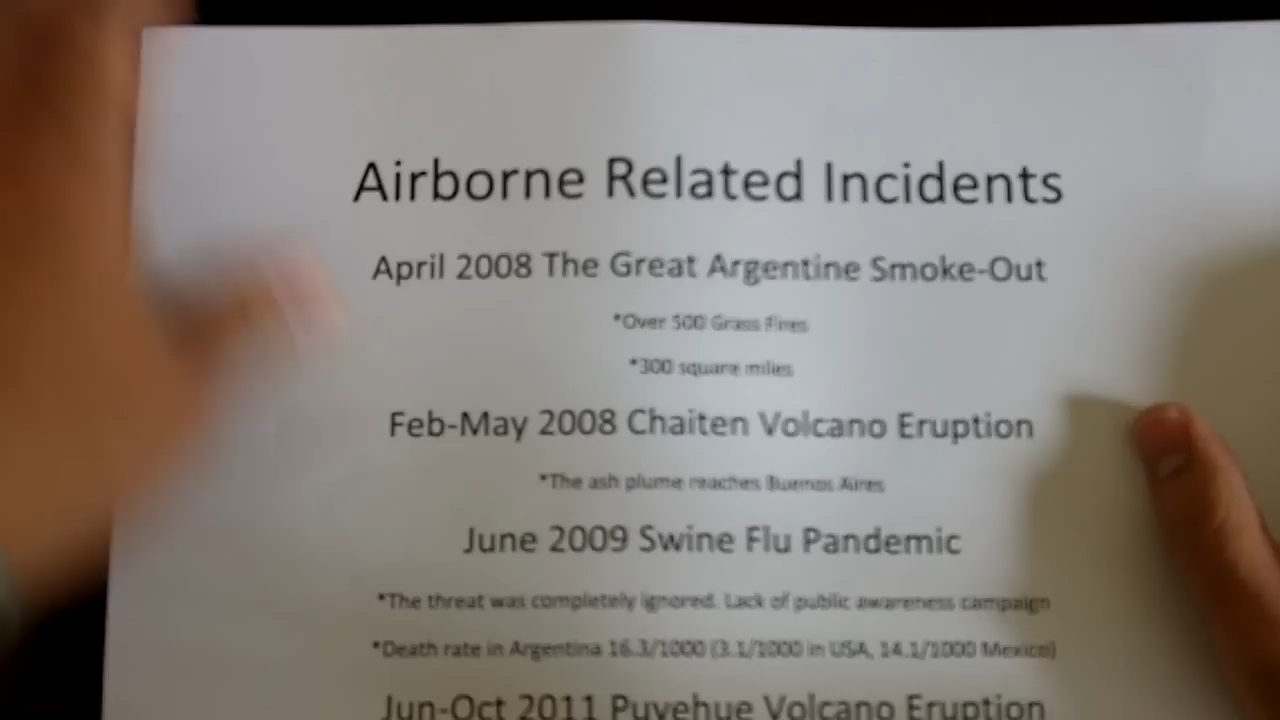 Airborne Related Incidents
April 2008 The Great Argentine Smoke-Out
*Over 500 Grass Fires
*300 square miles
Feb-May 2008 Chaiten Volcano Eruption
*The ash plume reaches Buenos Aires
June 2009 Swine Flu Pandemic
*The threat was completely ignored. Lack of public awareness campaign
*Death rate in Argentina 16.3/1000 (3.1/1000 in USA, 14.1/1000 Mexico)
Jun-Oct 2011 Puyehue Volcano Eruption